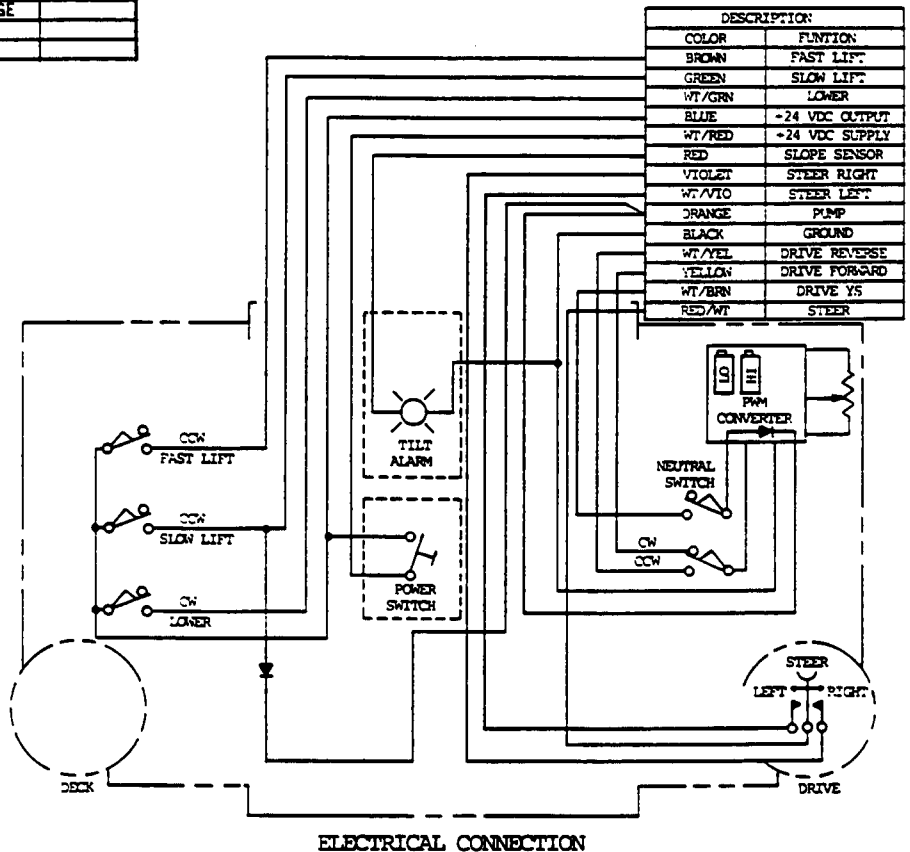 GE
DESCRIPTION
COLOR FUNTION
BROWN FAST LIFT
GREEN SLOW LIFT
WT/GRN LOWER
BLUE +24 VDC OUTPUT
WT/RED +24 VDC SUPPLY
RED SLOPE SENSOR
VIOLET STEER RIGHT
WT/VIO STEER LEFT
ORANGE PUMP
BLACK GROUND
WT/YEL DRIVE REVERSE
YELLOW DRIVE FORWARD
WT/BRN DRIVE YS
RED/WT STEER
LO HI
PWM
CONVERTER
CCW
FAST LIFT
TILT
ALARM
NEUTRAL
SWITCH
CCW
SLOW LIFT
CW
CCW
POWER
SWITCH
CW
LOWER
STEER
LEFT RIGHT
DECK
DRIVE
ELECTRICAL CONNECTION